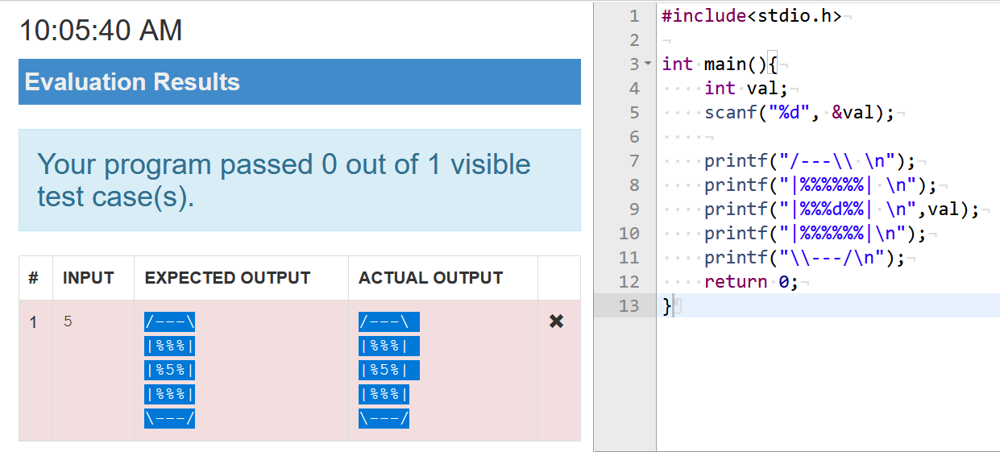 10:05:40 AM
Evaluation Results
Your program passed 0 out of 1 visible
test case(s).
# INPUT EXPECTED OUTPUT ACTUAL OUTPUT
1 5 /---\ /---\ ✖
|%%%| |%%%|
|%5%| |%5%|
|%%%| |%%%|
\---/ \---/
1 #include<stdio.h>¬
2 ¬
3 int·main(){¬
4 ····int·val;¬
5 ····scanf("%d",·&val);¬
6 ····¬
7 ····printf("/---\\·\n");¬
8 ····printf("|%%%%%%|·\n");¬
9 ····printf("|%%%d%%|·\n",val);¬
10 ····printf("|%%%%%%|\n");¬
11 ····printf("\\---/\n");¬
12 ····return·0;¬
13 }¶